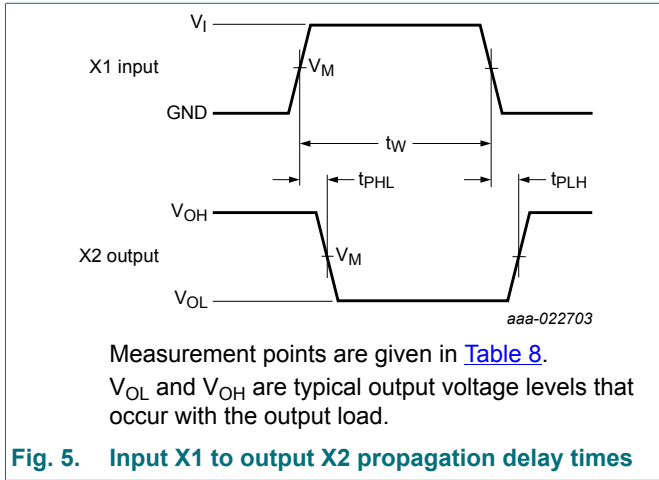 VI
X1 input
VM
GND
tW
tPHL
tPLH
VOH
X2 output
VM
VOL
aaa-022703
Measurement points are given in Table 8.
VOL and VOH are typical output voltage levels that
occur with the output load.
Fig. 5. Input X1 to output X2 propagation delay times